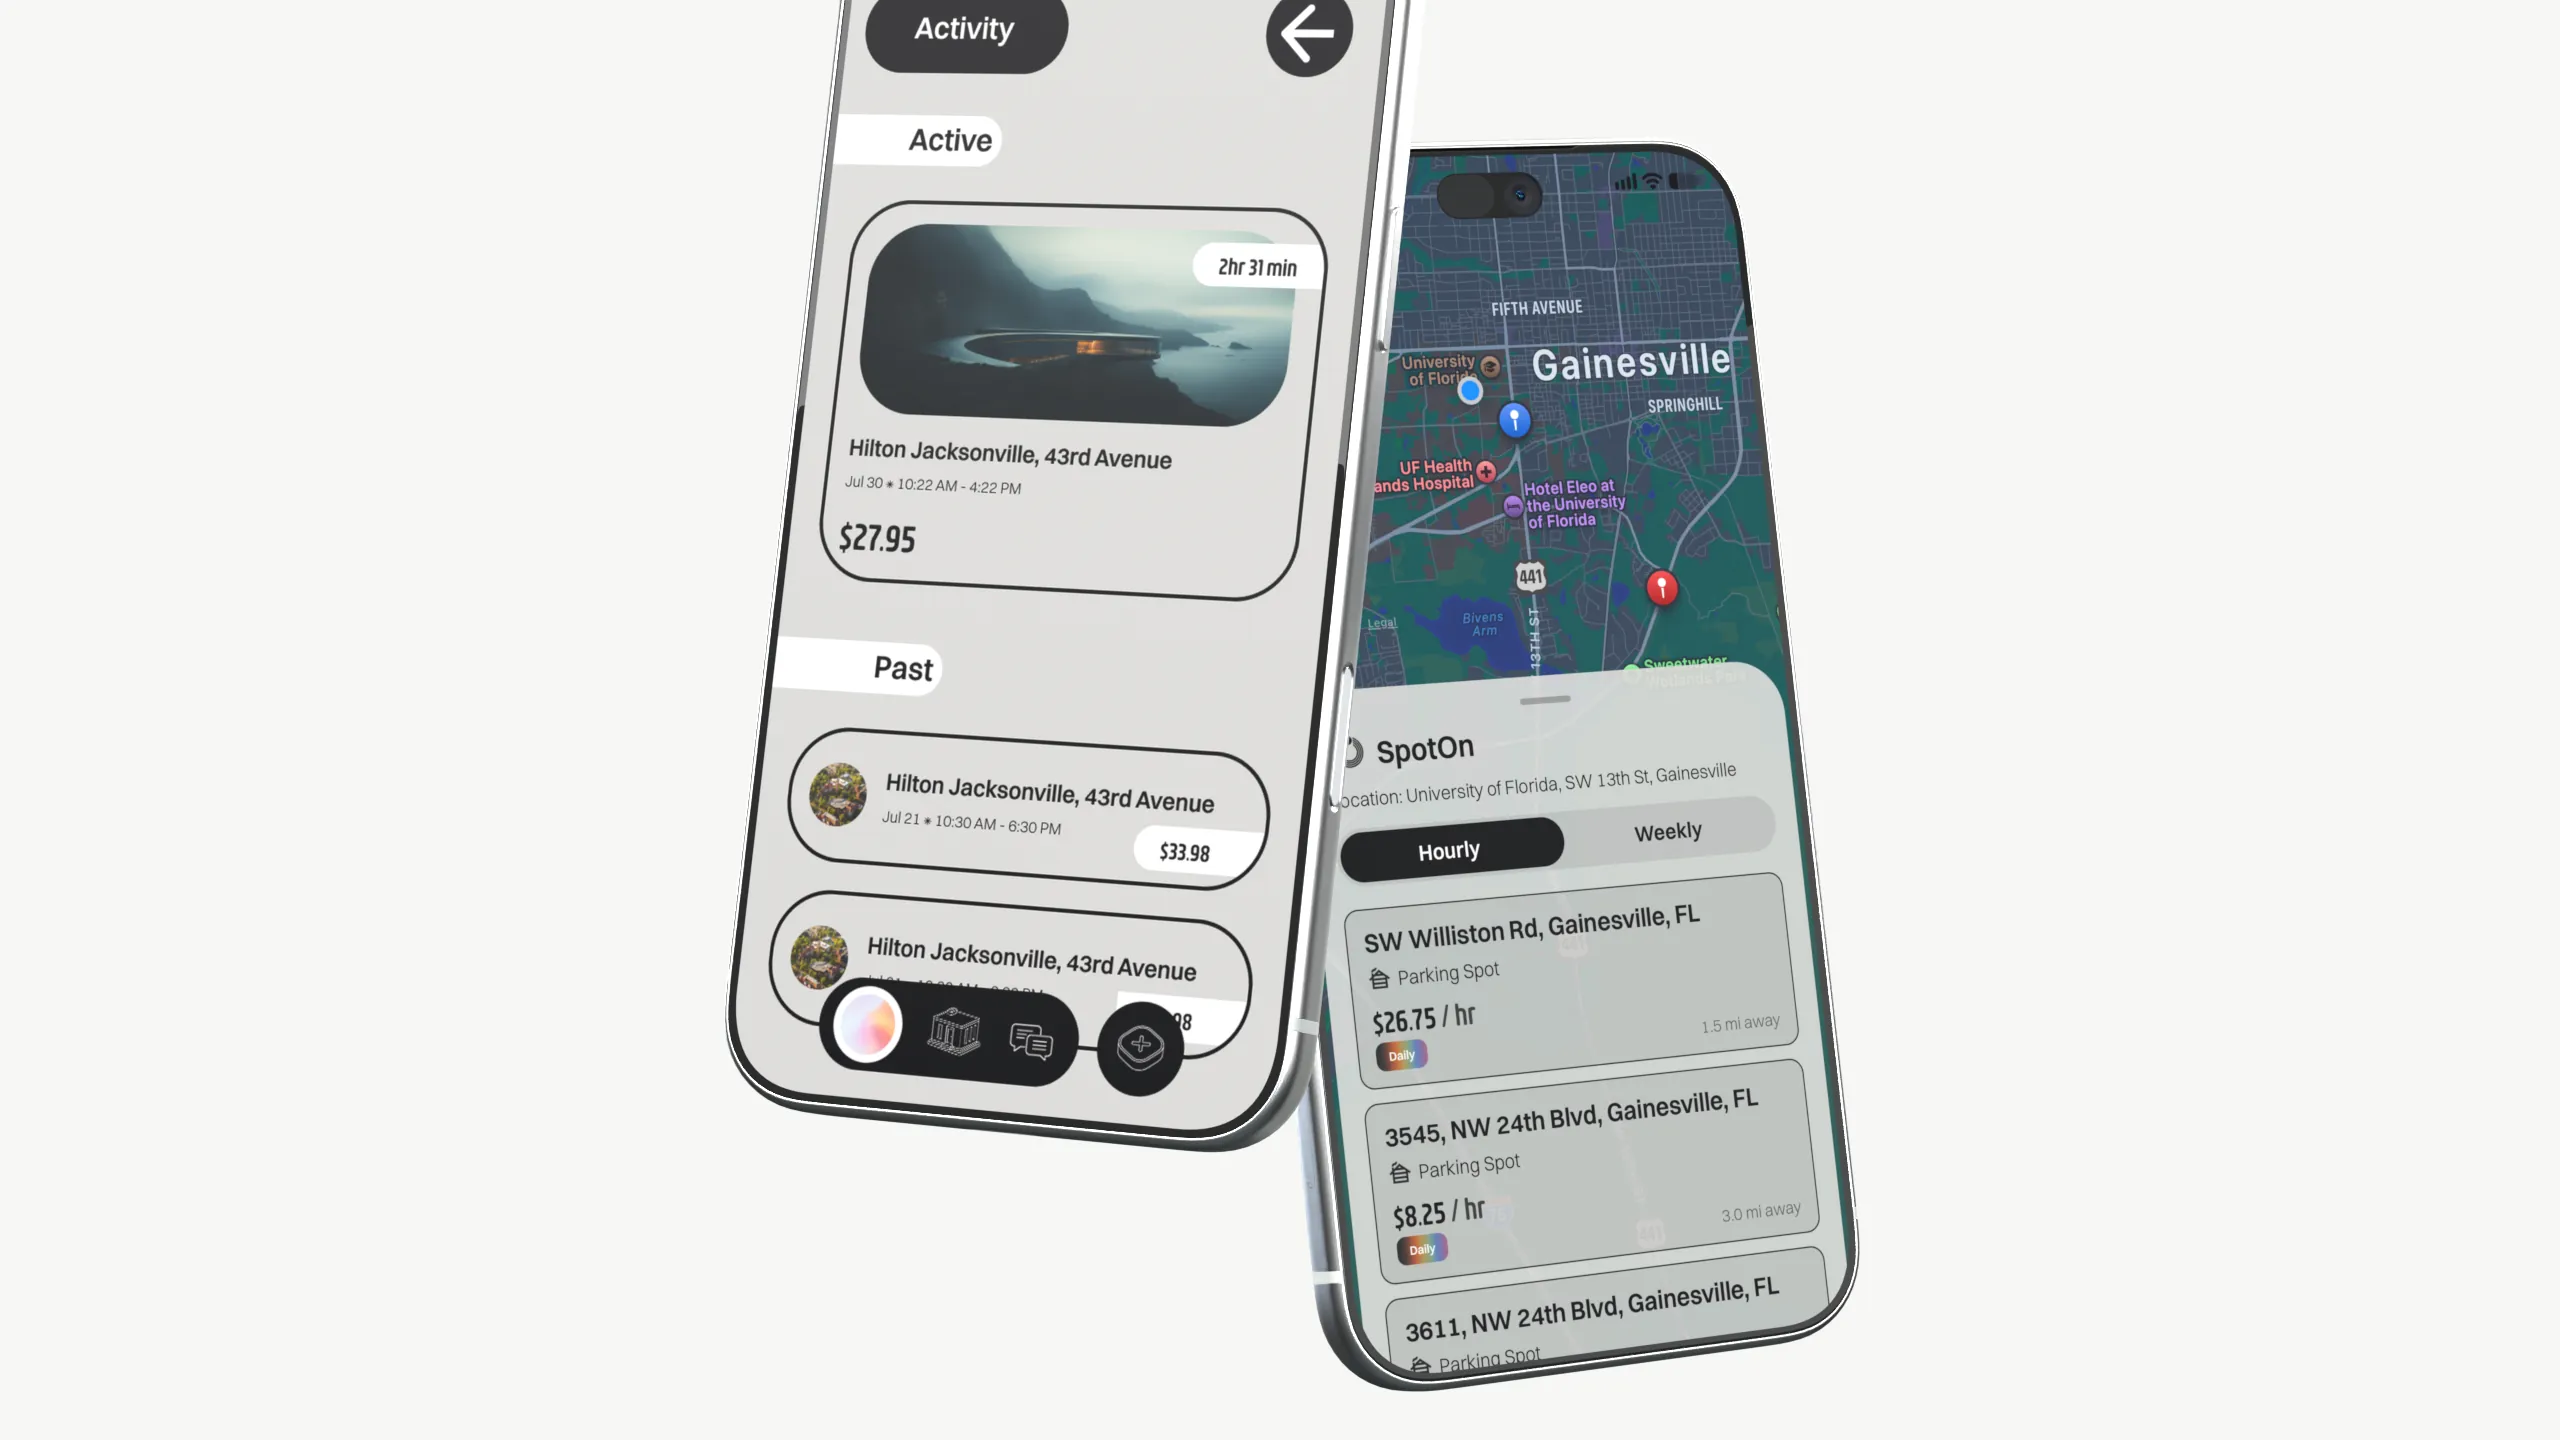 Activity
Active
2hr 31 min
Hilton Jacksonville, 43rd Avenue
Jul 30 • 10:22 AM - 4:22 PM
$27.95
Past
Hilton Jacksonville, 43rd Avenue
Jul 21 • 10:30 AM - 6:30 PM
$33.98
Hilton Jacksonville, 43rd Avenue
98
FIFTH AVENUE
University
of Florida
Gainesville
SPRINGHILL
UF Health
ands Hospital
Hotel Eleo at
the University
of Florida
441
13TH ST
Bivens
Arm
Legal
Sweetwater
Wetlands Park
SpotOn
ocation: University of Florida, SW 13th St, Gainesville
Hourly
Weekly
SW Williston Rd, Gainesville, FL
Parking Spot
$26.75 / hr
1.5 mi away
Daily
3545, NW 24th Blvd, Gainesville, FL
Parking Spot
$8.25 / hr
3.0 mi away
Daily
441
3611, NW 24th Blvd, Gainesville, FL
Parking Spot